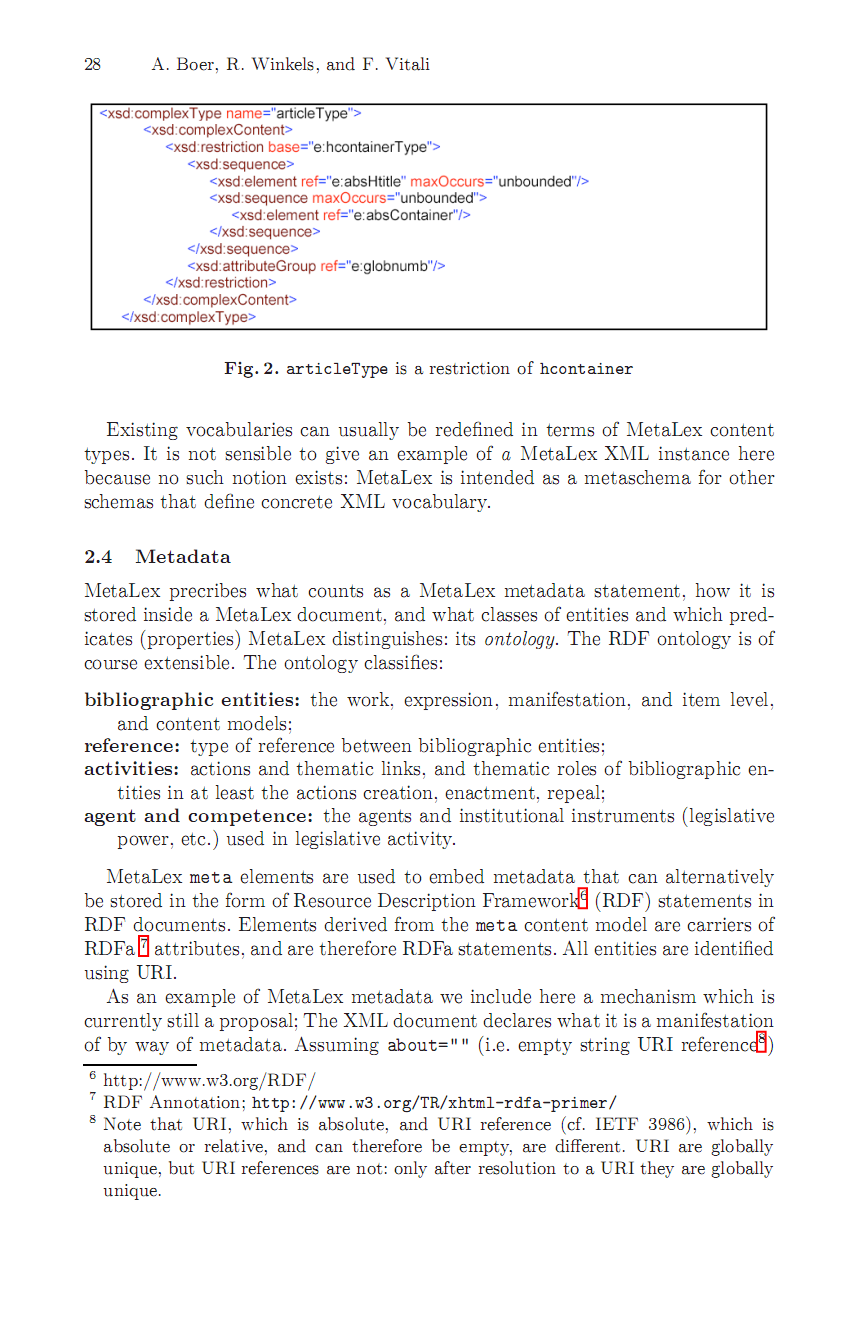 28 A. Boer, R. Winkels, and F. Vitali
<xsd:complexType name="articleType">
<xsd:complexContent>
<xsd:restriction base="e:hcontainerType">
<xsd:sequence>
<xsd:element ref="e:absHtitle" maxOccurs="unbounded"/>
<xsd:sequence maxOccurs="unbounded">
<xsd:element ref="e:absContainer"/>
</xsd:sequence>
</xsd:sequence>
<xsd:attributeGroup ref="e:globnumb"/>
</xsd:restriction>
</xsd:complexContent>
</xsd:complexType>
Fig. 2. articleType is a restriction of hcontainer
Existing vocabularies can usually be redefined in terms of MetaLex content
types. It is not sensible to give an example of a MetaLex XML instance here
because no such notion exists: MetaLex is intended as a metaschema for other
schemas that define concrete XML vocabulary.
2.4 Metadata
MetaLex precribes what counts as a MetaLex metadata statement, how it is
stored inside a MetaLex document, and what classes of entities and which pred-
icates (properties) MetaLex distinguishes: its ontology. The RDF ontology is of
course extensible. The ontology classifies:
bibliographic entities: the work, expression, manifestation, and item level,
and content models;
reference: type of reference between bibliographic entities;
activities: actions and thematic links, and thematic roles of bibliographic en-
tities in at least the actions creation, enactment, repeal;
agent and competence: the agents and institutional instruments (legislative
power, etc.) used in legislative activity.
MetaLex meta elements are used to embed metadata that can alternatively
be stored in the form of Resource Description Framework6 (RDF) statements in
RDF documents. Elements derived from the meta content model are carriers of
RDFa 7 attributes, and are therefore RDFa statements. All entities are identified
using URI.
As an example of MetaLex metadata we include here a mechanism which is
currently still a proposal; The XML document declares what it is a manifestation
of by way of metadata. Assuming about="" (i.e. empty string URI reference8)
6 http://www.w3.org/RDF/
7 RDF Annotation; http://www.w3.org/TR/xhtml-rdfa-primer/
8 Note that URI, which is absolute, and URI reference (cf. IETF 3986), which is
absolute or relative, and can therefore be empty, are different. URI are globally
unique, but URI references are not: only after resolution to a URI they are globally
unique.